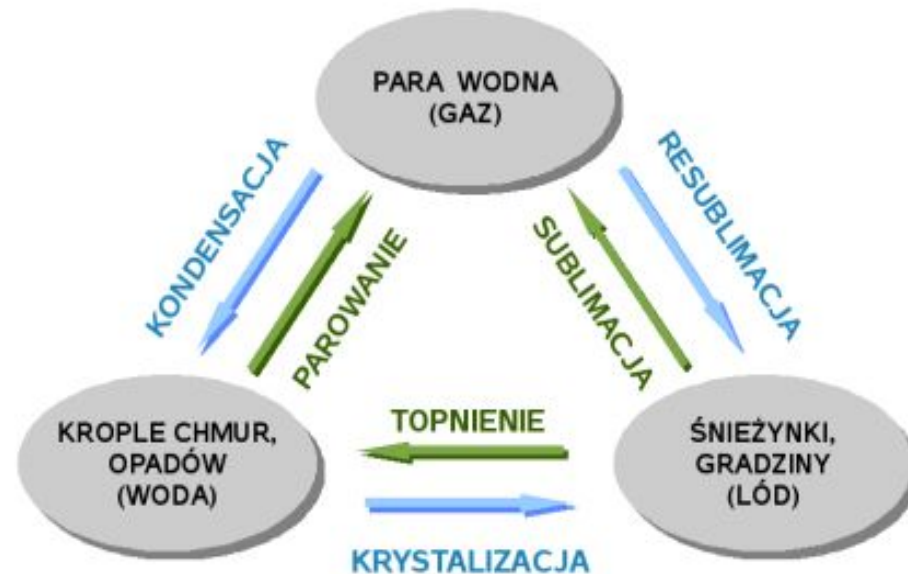 PARA WODNA
(GAZ)
KONDENSACJA
PAROWANIE
SUBLIMACJA
RESUBLIMACJA
KROPLE CHMUR,
OPADÓW
(WODA)
TOPNIENIE
KRYSTALIZACJA
ŚNIEŻYNKI,
GRADZINY
(LÓD)